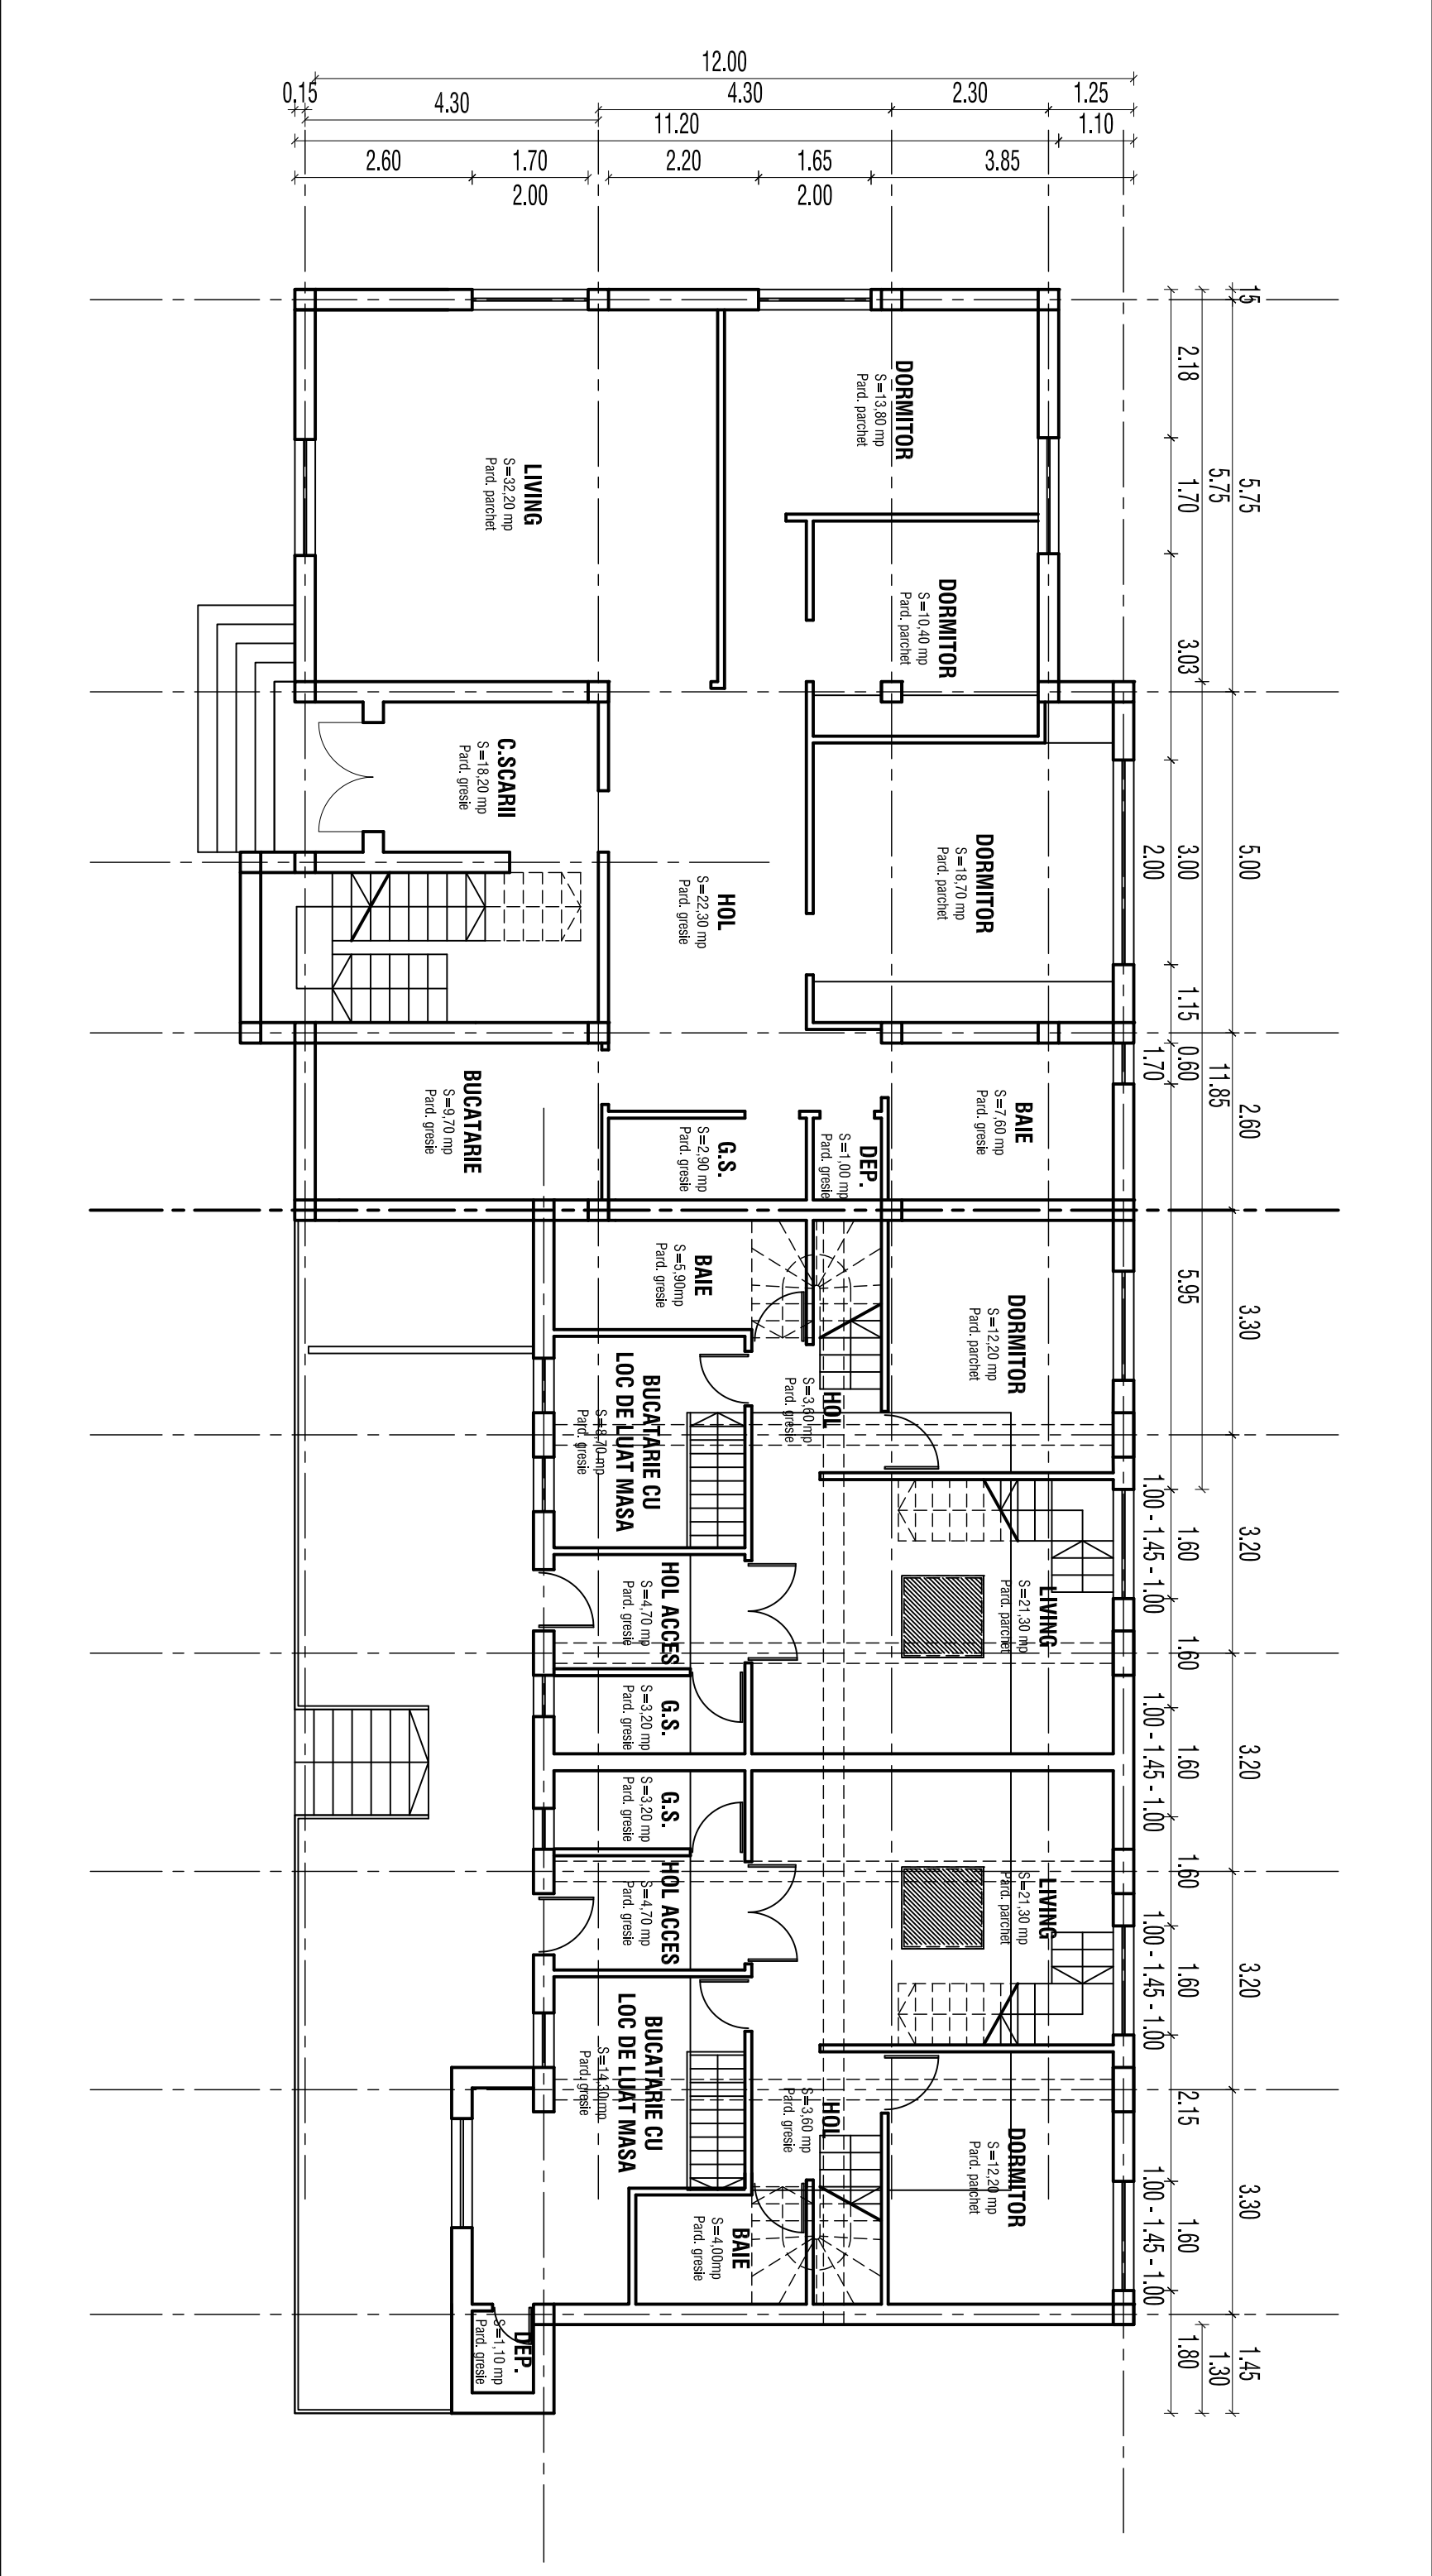 12.00
0.15
4.30
4.30
2.30
1.25
11.20
1.10
2.60
1.70
2.20
1.65
3.85
2.00
2.00
15
2.18
5.75
5.75
1.70
3.03
5.00
3.00
2.00
1.15
0.60
1.70
11.85
2.60
5.95
3.30
1.00 - 1.45 - 1.00
1.60
3.20
1.60
1.00 - 1.45 - 1.00
1.60
3.20
1.60
1.00 - 1.45 - 1.00
1.60
3.20
2.15
1.00 - 1.45 - 1.00
1.60
3.30
1.80
1.30
1.45
DORMITOR
S=13,80 mp
Pard. parchet
LIVING
S=32,20 mp
Pard. parchet
DORMITOR
S=10,40 mp
Pard. parchet
C.SCARII
S=18,20 mp
Pard. gresie
DORMITOR
S=18,70 mp
Pard. parchet
HOL
S=22,30 mp
Pard. gresie
BUCATARIE
S=9,70 mp
Pard. gresie
G.S.
S=2,90 mp
Pard. gresie
DEP.
S=1,00 mp
Pard. gresie
BAIE
S=7,60 mp
Pard. gresie
BAIE
S=5,90mp
Pard. gresie
DORMITOR
S=12,20 mp
Pard. parchet
BUCATARIE CU
LOC DE LUAT MASA
S=8,70 mp
Pard. gresie
HOL
S=3,60 mp
Pard. gresie
HOL ACCES
S=4,70 mp
Pard. gresie
LIVING
S=21,30 mp
Pard. parchet
G.S.
S=3,20 mp
Pard. gresie
G.S.
S=3,20 mp
Pard. gresie
HOL ACCES
S=4,70 mp
Pard. gresie
LIVING
S=21,30 mp
Pard. parchet
BUCATARIE CU
LOC DE LUAT MASA
S=14,30 mp
Pard. gresie
HOL
S=3,60 mp
Pard. gresie
DORMITOR
S=12,20 mp
Pard. parchet
BAIE
S=4,00mp
Pard. gresie
DEP.
S=1,10 mp
Pard. gresie